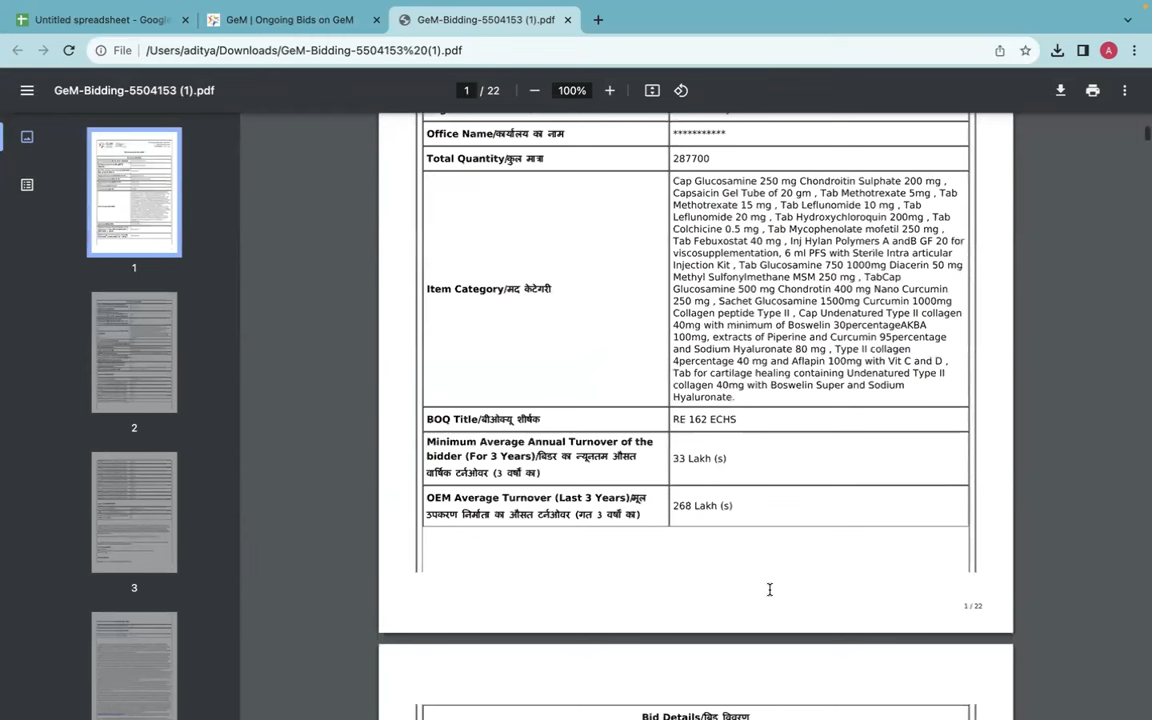 Untitled spreadsheet - Google
GeM | Ongoing Bids on GeM
GeM-Bidding-5504153 (1).pdf
File
/Users/aditya/Downloads/GeM-Bidding-5504153%20(1).pdf
A
GeM-Bidding-5504153 (1).pdf
1 / 22
100%
Office Name/कार्यालय का नाम
***********
Total Quantity/कुल मात्रा
287700
Item Category/मद केटेगरी
Cap Glucosamine 250 mg Chondroitin Sulphate 200 mg ,
Capsaicin Gel Tube of 20 gm , Tab Methotrexate 5mg , Tab
Methotrexate 15 mg , Tab Leflunomide 10 mg , Tab
Leflunomide 20 mg , Tab Hydroxychloroquin 200mg , Tab
Colchicine 0.5 mg , Tab Mycophenolate mofetil 250 mg ,
Tab Febuxostat 40 mg , Inj Hylan Polymers A andB GF 20 for
viscosupplementation, 6 ml PFS with Sterile Intra articular
Injection Kit , Tab Glucosamine 750 1000mg Diacerin 50 mg
Methyl Sulfonylmethane MSM 250 mg , TabCap
Glucosamine 500 mg Chondrotin 400 mg Nano Curcumin
250 mg , Sachet Glucosamine 1500mg Curcumin 1000mg
Collagen peptide Type II , Cap Undenatured Type II collagen
40mg with minimum of Boswelin 30percentageAKBA
100mg, extracts of Piperine and Curcumin 95percentage
and Sodium Hyaluronate 80 mg , Type II collagen
4percentage 40 mg and Aflapin 100mg with Vit C and D ,
Tab for cartilage healing containing Undenatured Type II
collagen 40mg with Boswelin Super and Sodium
Hyaluronate.
BOQ Title/बीओक्यू शीर्षक
RE 162 ECHS
Minimum Average Annual Turnover of the
bidder (For 3 Years)/बिडर का न्यूनतम औसत
वार्षिक टर्नओवर (3 वर्षों का)
33 Lakh (s)
OEM Average Turnover (Last 3 Years)/मूल
उपकरण निर्माता का औसत टर्नओवर (गत 3 वर्षों का)
268 Lakh (s)
1 / 22
Bid Details/बिड विवरण
1
2
3